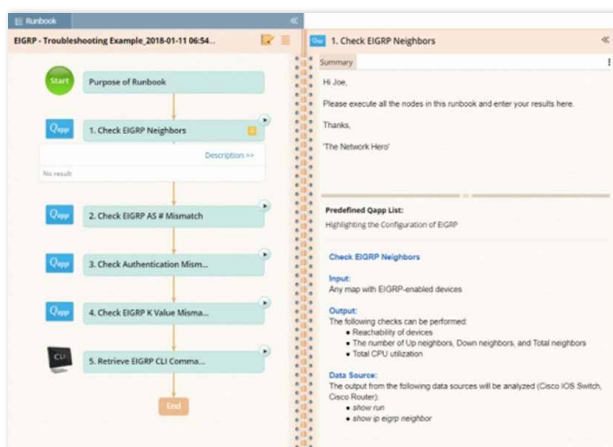 Runbook
EIGRP - Troubleshooting Example_2018-01-11 06:54...
Start
Purpose of Runbook
Qapp
1. Check EIGRP Neighbors
Description >>
No result
Qapp
2. Check EIGRP AS # Mismatch
Qapp
3. Check Authentication Mism...
Qapp
4. Check EIGRP K Value Misma...
CLI
5. Retrieve EIGRP CLI Comma...
End
Qapp
1. Check EIGRP Neighbors
Summary
Hi Joe,
Please execute all the nodes in this runbook and enter your results here.
Thanks,
'The Network Hero'
Predefined Qapp List:
Highlighting the Configuration of EIGRP
Check EIGRP Neighbors
Input:
Any map with EIGRP-enabled devices
Output:
The following checks can be performed:
• Reachability of devices
• The number of Up neighbors, Down neighbors, and Total neighbors
• Total CPU utilization
Data Source:
The output from the following data sources will be analyzed (Cisco IOS Switch,
Cisco Router).
• show run
• show ip eigrp neighbor